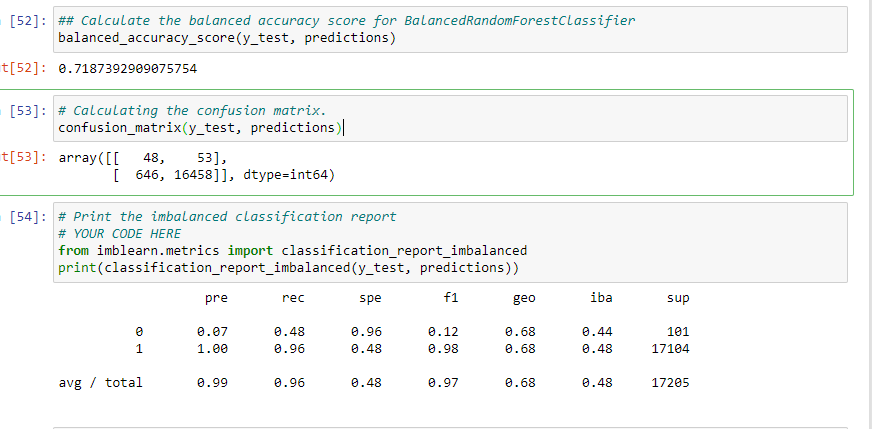 [52]: ## Calculate the balanced accuracy score for BalancedRandomForestClassifier
balanced_accuracy_score(y_test, predictions)
t[52]: 0.7187392909075754
[53]: # Calculating the confusion matrix.
confusion_matrix(y_test, predictions)
t[53]: array([[   48,    53],
[  646, 16458]], dtype=int64)
[54]: # Print the imbalanced classification report
# YOUR CODE HERE
from imblearn.metrics import classification_report_imbalanced
print(classification_report_imbalanced(y_test, predictions))
pre rec spe f1 geo iba sup
0 0.07 0.48 0.96 0.12 0.68 0.44 101
1 1.00 0.96 0.48 0.98 0.68 0.48 17104
avg / total 0.99 0.96 0.48 0.97 0.68 0.48 17205